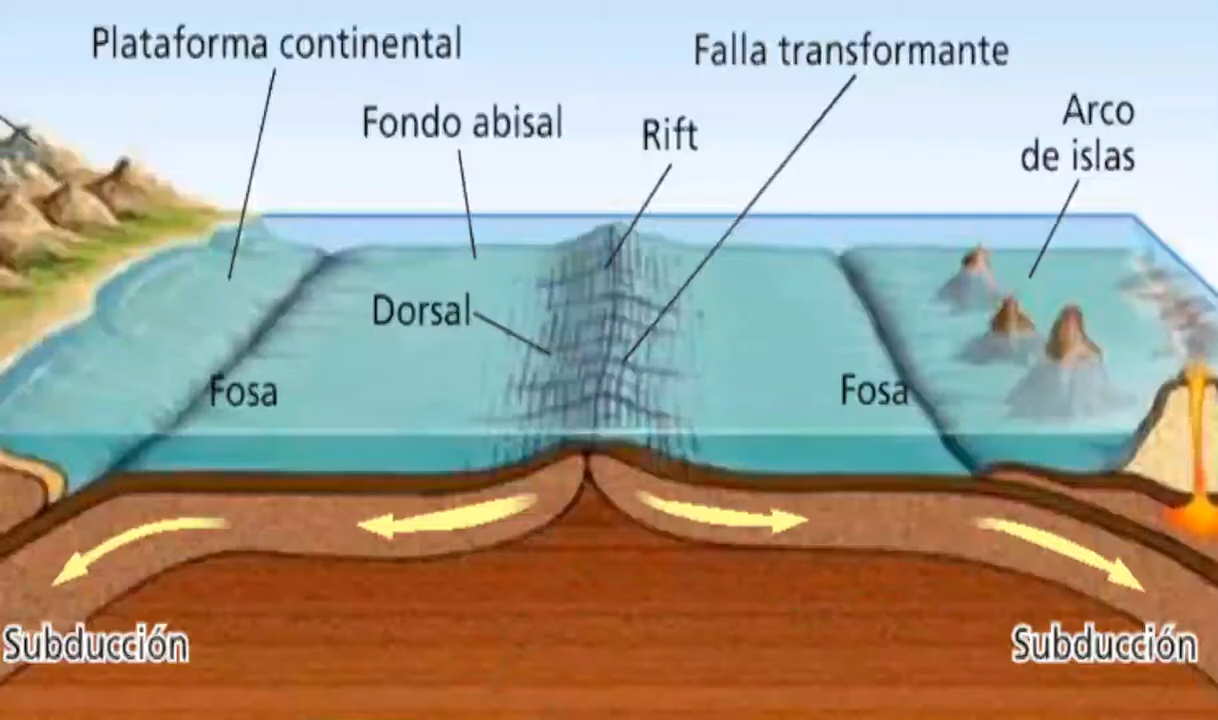 Plataforma continental
Falla transformante
Fondo abisal
Rift
Arco
de islas
Dorsal
Fosa
Fosa
Subducción
Subducción